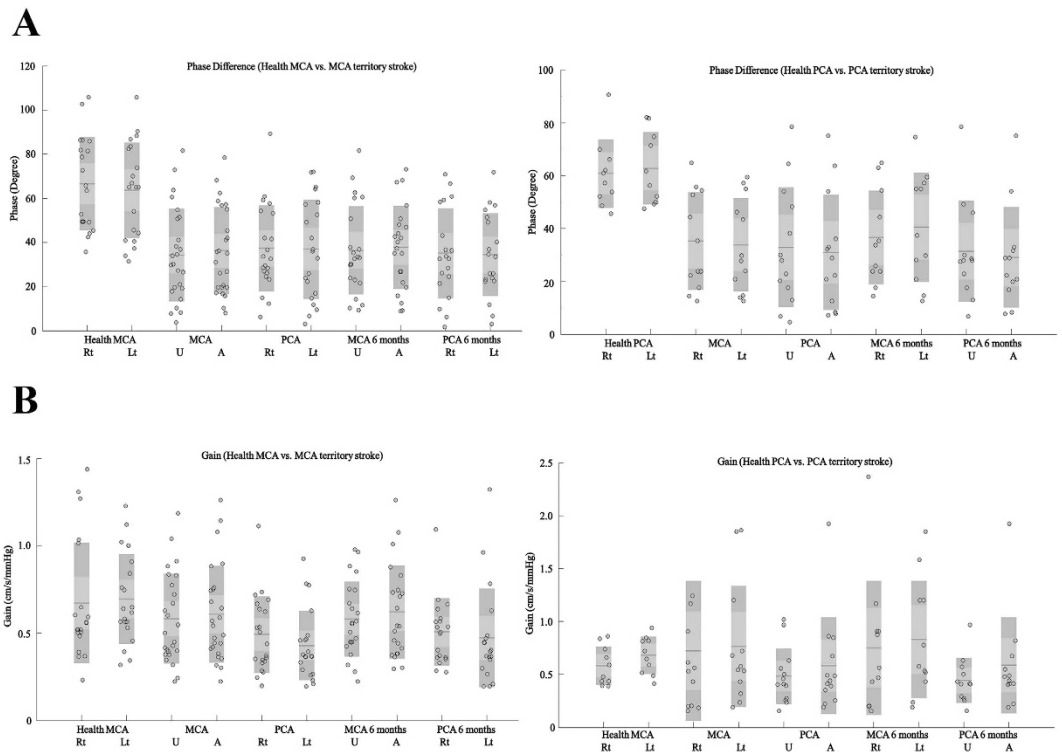 A
Phase Difference (Health MCA vs. MCA territory stroke)
Phase (Degree)
120
100
80
60
40
20
0
Health MCA MCA PCA MCA 6 months PCA 6 months
Rt Lt U A Rt Lt U A Rt Lt
Phase Difference (Health PCA vs. PCA territory stroke)
Phase (Degree)
100
80
60
40
20
0
Health PCA MCA PCA MCA 6 months PCA 6 months
Rt Lt Rt Lt U A Rt Lt U A
B
Gain (Health MCA vs. MCA territory stroke)
Gain (cm/s/mmHg)
1.5
1.0
0.5
0
Health MCA MCA PCA MCA 6 months PCA 6 months
Rt Lt U A Rt Lt U A Rt Lt
Gain (Health PCA vs. PCA territory stroke)
Gain (cm/s/mmHg)
2.5
2.0
1.5
1.0
0.5
0
Health PCA MCA PCA MCA 6 months PCA 6 months
Rt Lt Rt Lt U A Rt Lt U A